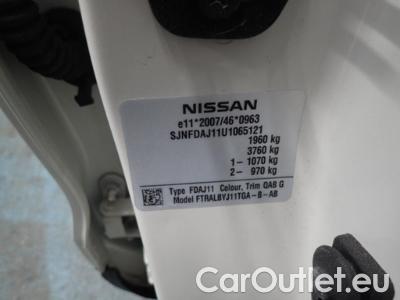 NISSAN
e11*2007/46*0963
SJNFDAJ11U1065121
1960 kg
3760 kg
1- 1070 kg
2- 970 kg
Type FDAJ11 Colour, Trim QAB G
Model FTRALBYJ11TGA-B-AB
CarOutlet.eu